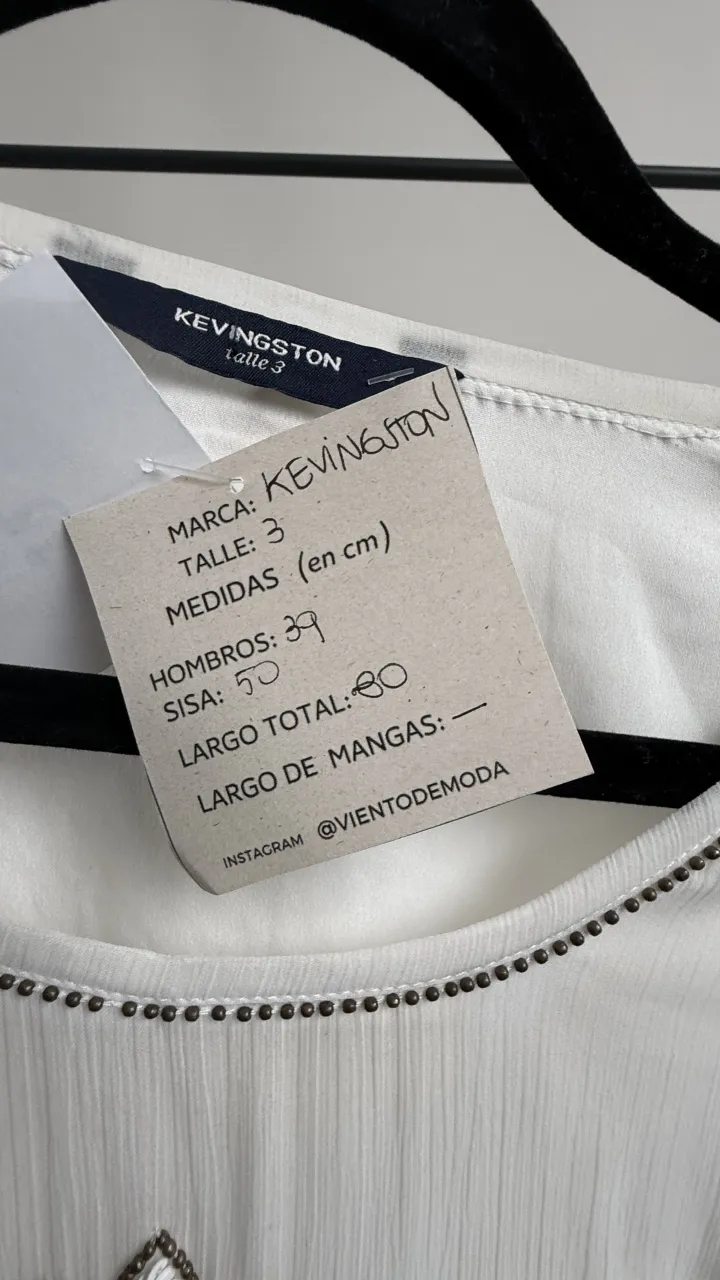 KEVINGSTON
talle 3
MARCA: KEVINGSTON
TALLE: 3
MEDIDAS (en cm)
HOMBROS: 39
SISA: 50
LARGO TOTAL: 80
LARGO DE MANGAS: —
INSTAGRAM @VIENTODEMODA